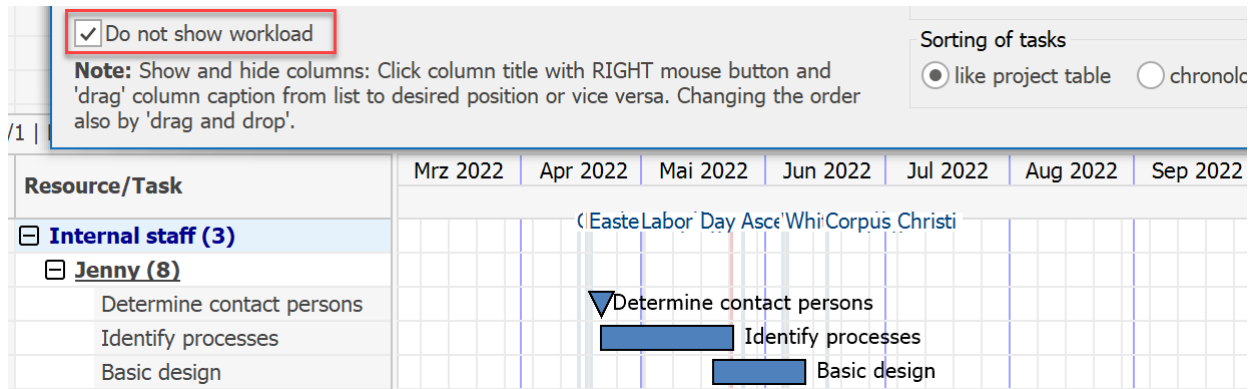 Do not show workload
Sorting of tasks
Note: Show and hide columns: Click column title with RIGHT mouse button and
like project table
'drag' column caption from list to desired position or vice versa. Changing the order
also by 'drag and drop'.
/1 |
Resource/Task
Mrz 2022 Apr 2022 Mai 2022 Jun 2022 Jul 2022 Aug 2022 Sep 2022
Labor Day Corpus Christi
Internal staff (3)
Jenny (8)
Determine contact persons Determine contact persons
Identify processes Identify processes
Basic design Basic design